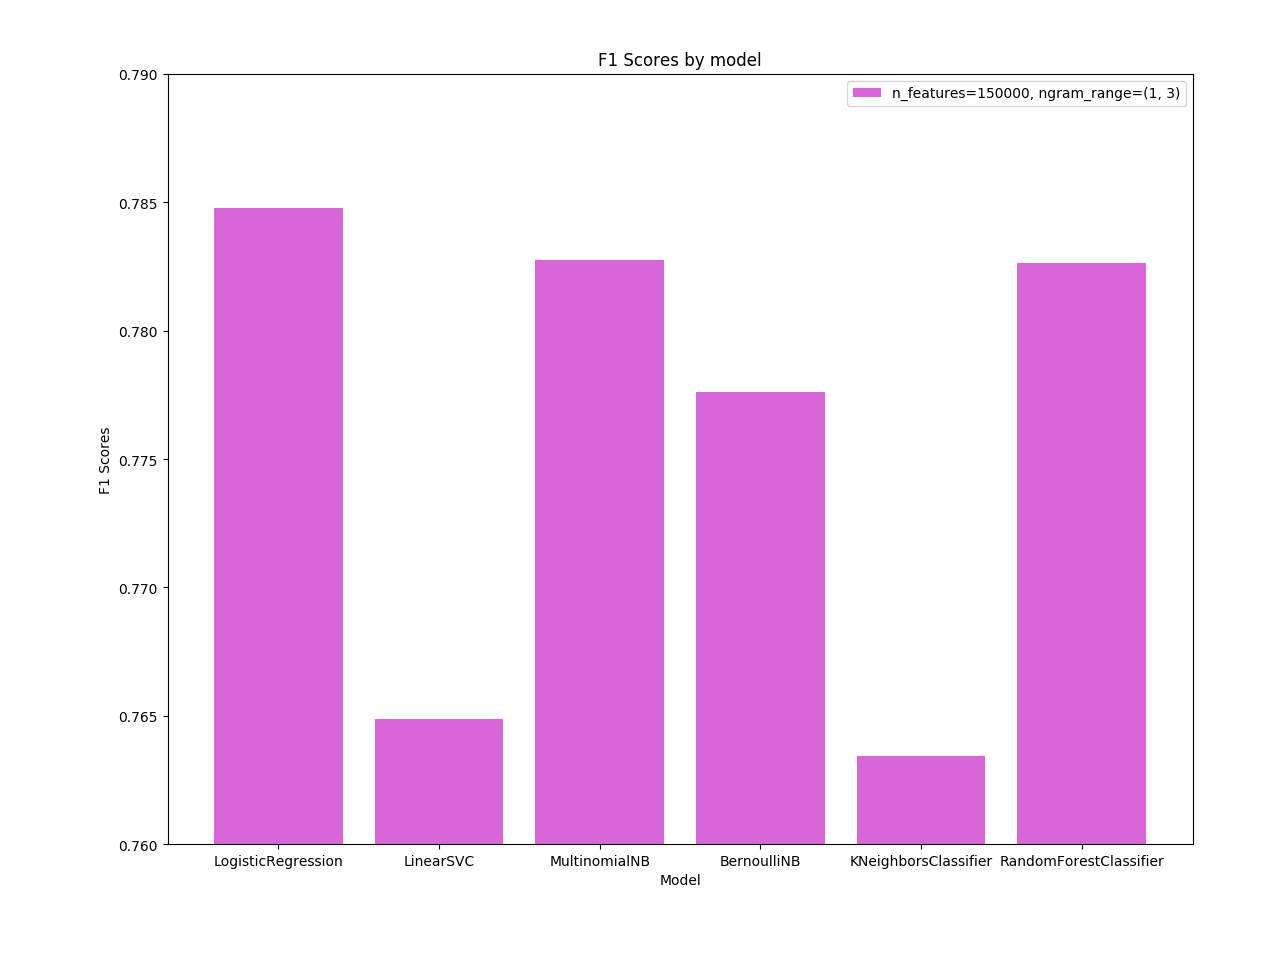 F1 Scores by model
n_features=150000, ngram_range=(1, 3)
0.790
0.785
0.780
0.775
0.770
0.765
0.760
F1 Scores
LogisticRegression
LinearSVC
MultinomialNB
BernoulliNB
KNeighborsClassifier
RandomForestClassifier
Model